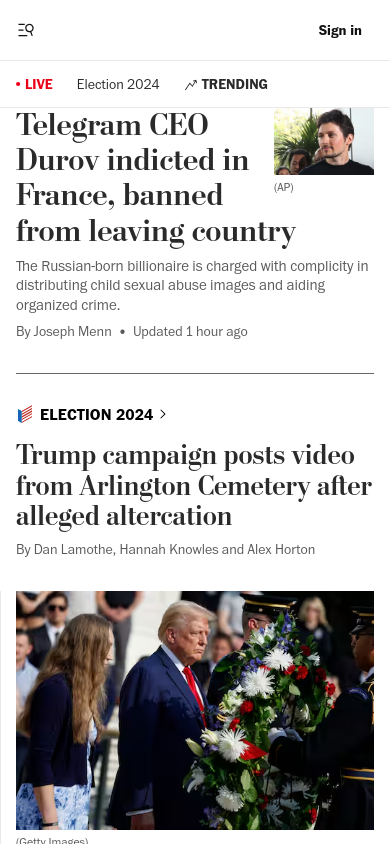 Sign in
LIVE
Election 2024
TRENDING
Telegram CEO
Durov indicted in
France, banned
from leaving country
(AP)
The Russian-born billionaire is charged with complicity in
distributing child sexual abuse images and aiding
organized crime.
By Joseph Menn • Updated 1 hour ago
ELECTION 2024
Trump campaign posts video
from Arlington Cemetery after
alleged altercation
By Dan Lamothe, Hannah Knowles and Alex Horton
(Getty Images)